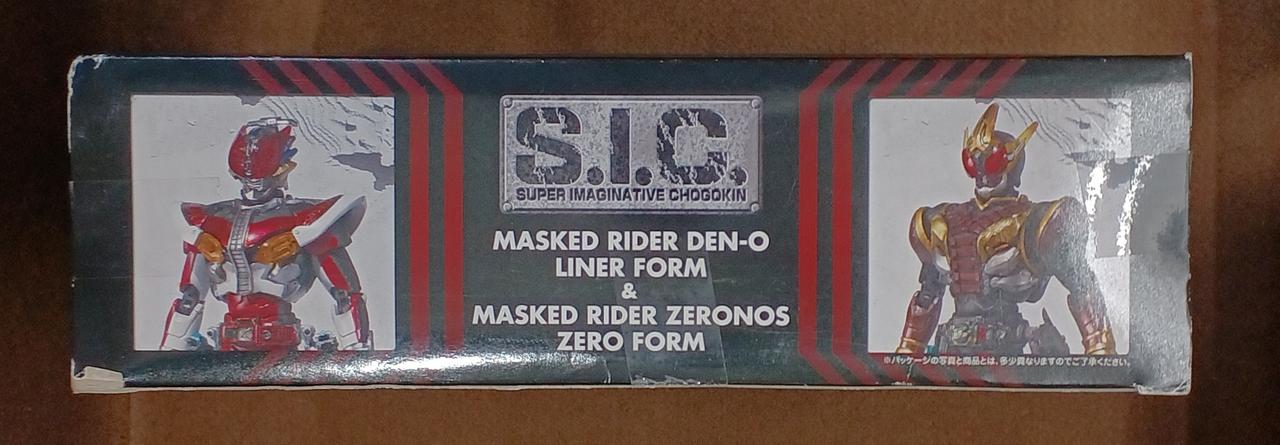 S.I.C.
SUPER IMAGINATIVE CHOGOKIN
MASKED RIDER DEN-O
LINER FORM
&
MASKED RIDER ZERONOS
ZERO FORM
※パッケージの写真と商品とは、多少異なりますのでご了承ください。